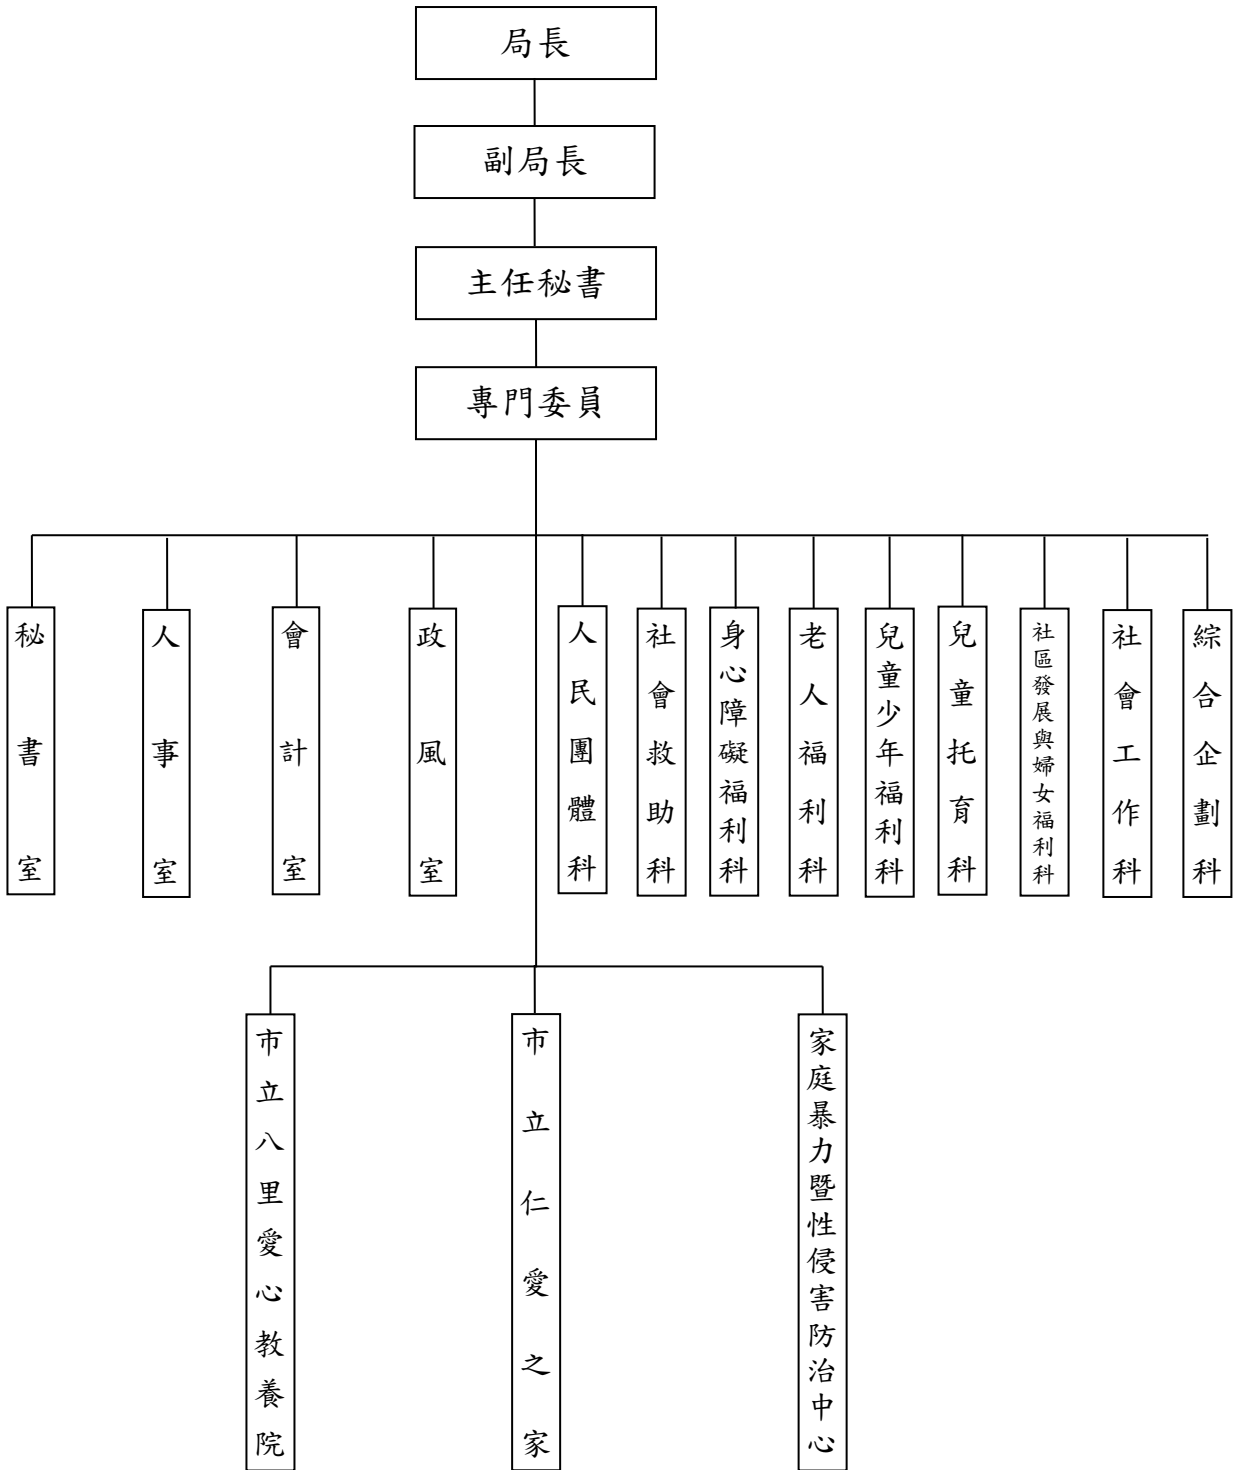 局長
副局長
主任秘書
專門委員
秘書室
人事室
會計室
政風室
人民團體科
社會救助科
身心障礙福利科
老人福利科
兒童少年福利科
兒童托育科
社區發展與婦女福利科
社會工作科
綜合企劃科
市立八里愛心教養院
市立仁愛之家
家庭暴力暨性侵害防治中心